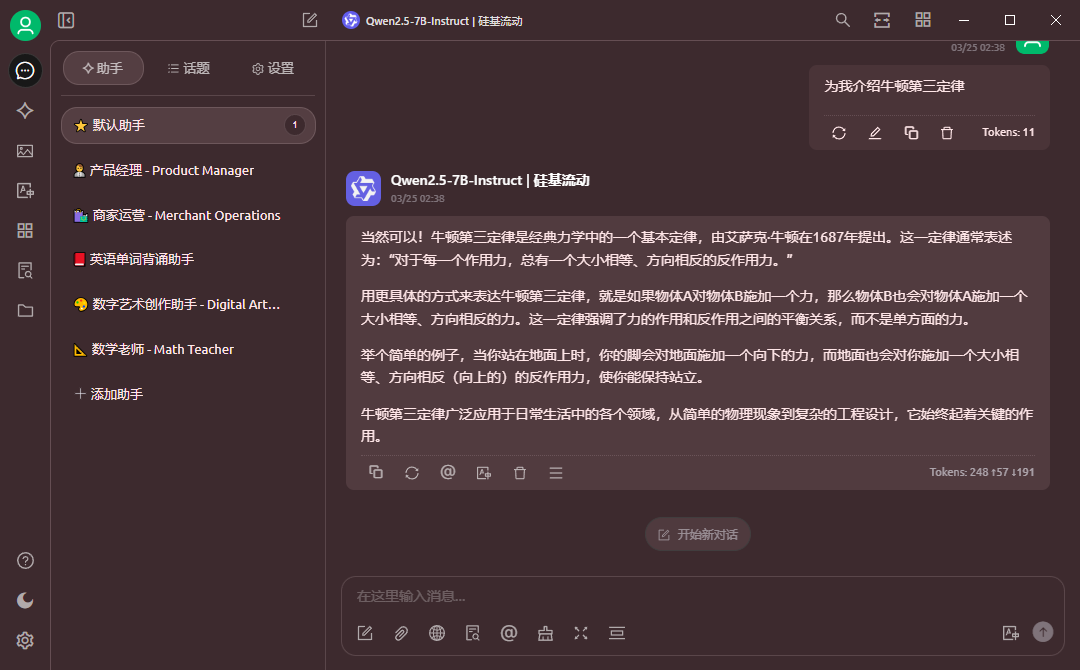 Qwen2.5-7B-Instruct | 硅基流动
助手
话题
设置
默认助手
1
产品经理 - Product Manager
商家运营 - Merchant Operations
英语单词背诵助手
数字艺术创作助手 - Digital Art...
数学老师 - Math Teacher
添加助手
03/25 02:38
为我介绍牛顿第三定律
Tokens: 11
Qwen2.5-7B-Instruct | 硅基流动
03/25 02:38
当然可以！牛顿第三定律是经典力学中的一个基本定律，由艾萨克·牛顿在1687年提出。这一定律通常表述
为：“对于每一个作用力，总有一个大小相等、方向相反的反作用力。”
用更具体的方式来表达牛顿第三定律，就是如果物体A对物体B施加一个力，那么物体B也会对物体A施加一个
大小相等、方向相反的力。这一定律强调了力的作用和反作用之间的平衡关系，而不是单方面的力。
举个简单的例子，当你站在地面上时，你的脚会对地面施加一个向下的力，而地面也会对你施加一个大小相
等、方向相反（向上的）的反作用力，使你能保持站立。
牛顿第三定律广泛应用于日常生活中的各个领域，从简单的物理现象到复杂的工程设计，它始终起着关键的作
用。
Tokens: 248 ↑57 ↓191
开始新对话
在这里输入消息...